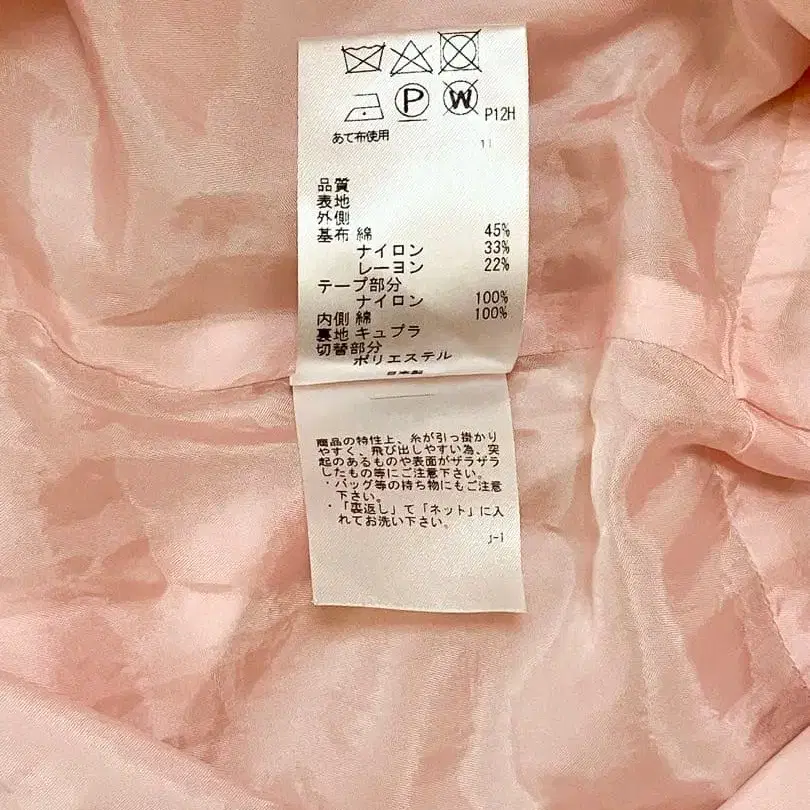 P
W
P12H
あて布使用
11
品質
表地
外側
基布 綿 45%
ナイロン 33%
レーヨン 22%
テープ部分
ナイロン 100%
内側 綿 100%
裏地 キュプラ
切替部分
ポリエステル
商品の特性上、糸が引っ掛かり
やすく、飛び出しやすい為、突
起のあるものや表面がザラザラ
したもの等にご注意下さい。
・バッグ等の持ち物にもご注意
下さい。
・「裏返し」て「ネット」に入
れてお洗い下さい。
J-1